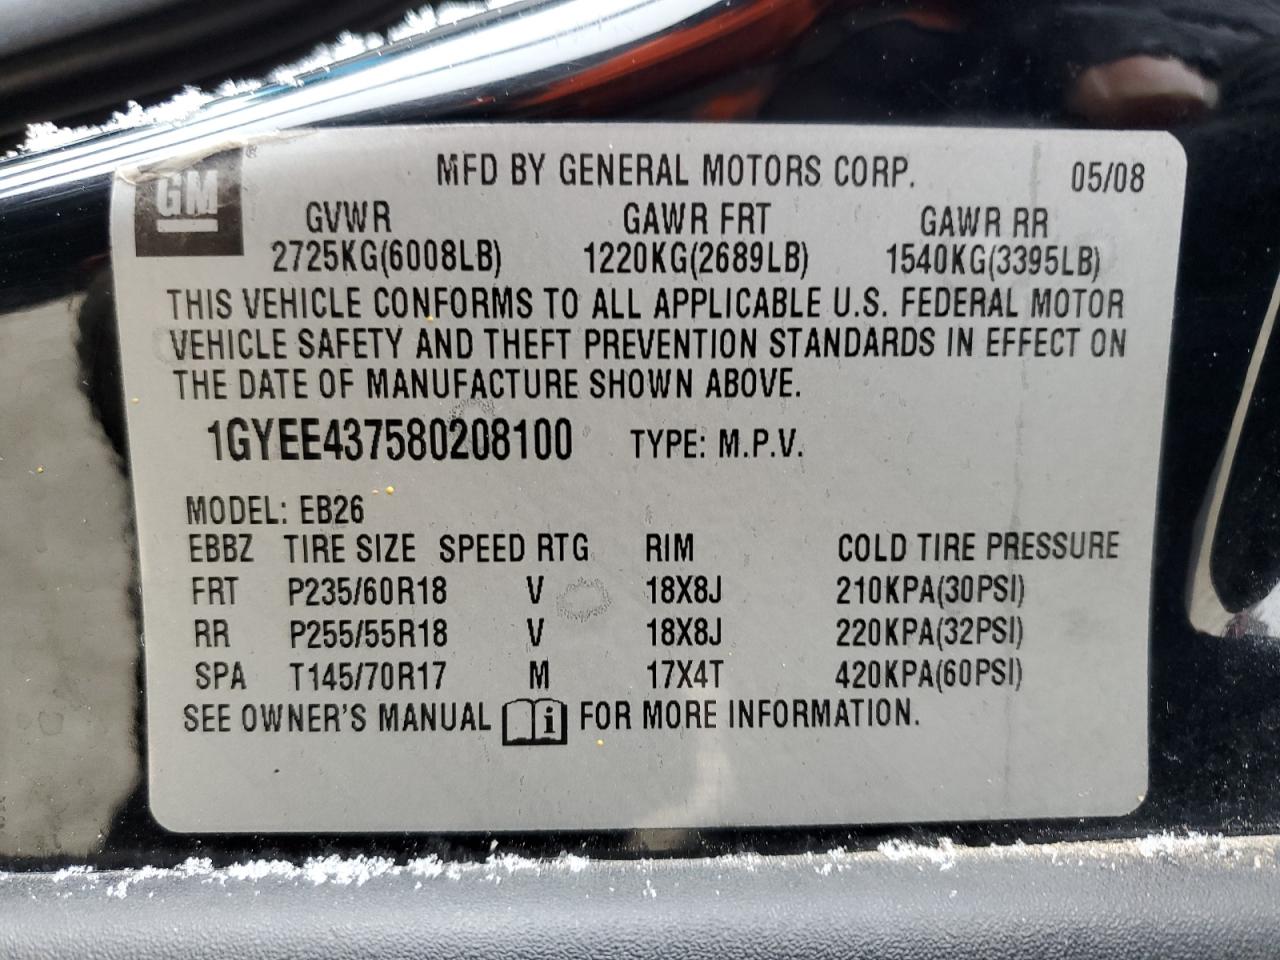 GM ® MFD BY GENERAL MOTORS CORP. 05/08
GVWR GAWR FRT GAWR RR
2725KG(6008LB) 1220KG(2689LB) 1540KG(3395LB)
THIS VEHICLE CONFORMS TO ALL APPLICABLE U.S. FEDERAL MOTOR
VEHICLE SAFETY AND THEFT PREVENTION STANDARDS IN EFFECT ON
THE DATE OF MANUFACTURE SHOWN ABOVE.
1GYEE437580208100 TYPE: M.P.V.
MODEL: EB26
EBBZ TIRE SIZE SPEED RTG RIM COLD TIRE PRESSURE
FRT P235/60R18 V 18X8J 210KPA(30PSI)
RR P255/55R18 V 18X8J 220KPA(32PSI)
SPA T145/70R17 M 17X4T 420KPA(60PSI)
SEE OWNER'S MANUAL i FOR MORE INFORMATION.